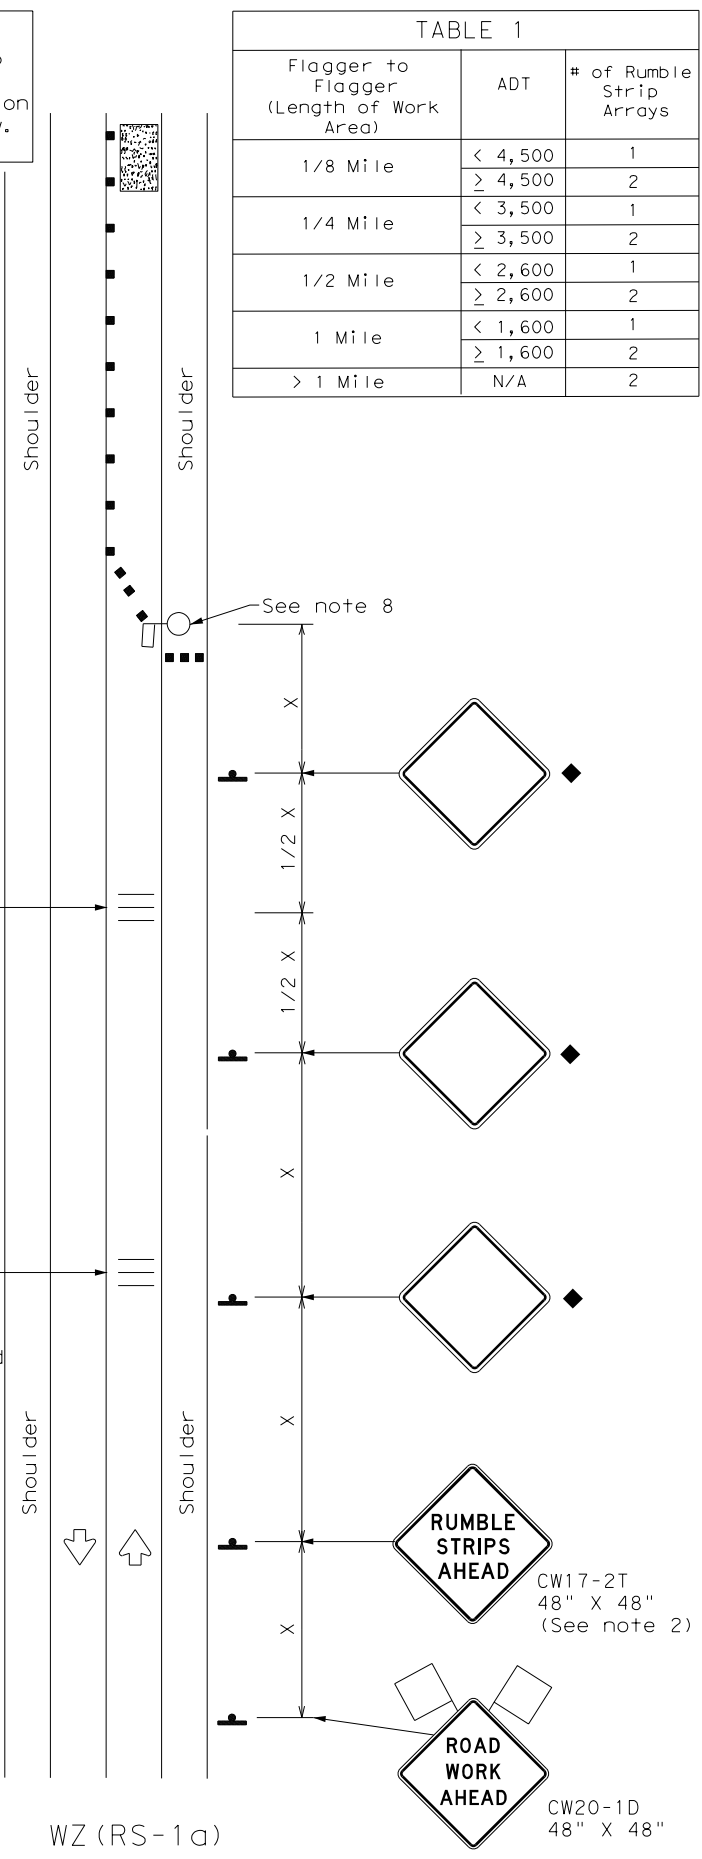 on
TABLE 1
Flagger to
Flagger
(Length of Work
Area)
ADT
# of Rumble
Strip
Arrays
1/8 Mile
< 4,500
1
≥ 4,500
2
1/4 Mile
< 3,500
1
≥ 3,500
2
1/2 Mile
< 2,600
1
≥ 2,600
2
1 Mile
< 1,600
1
≥ 1,600
2
> 1 Mile
N/A
2
Shoulder
Shoulder
See note 8
X
1/2 X
1/2 X
X
X
Shoulder
Shoulder
RUMBLE
STRIPS
AHEAD
CW17-2T
48" X 48"
(See note 2)
X
ROAD
WORK
AHEAD
CW20-1D
48" X 48"
WZ(RS-1a)